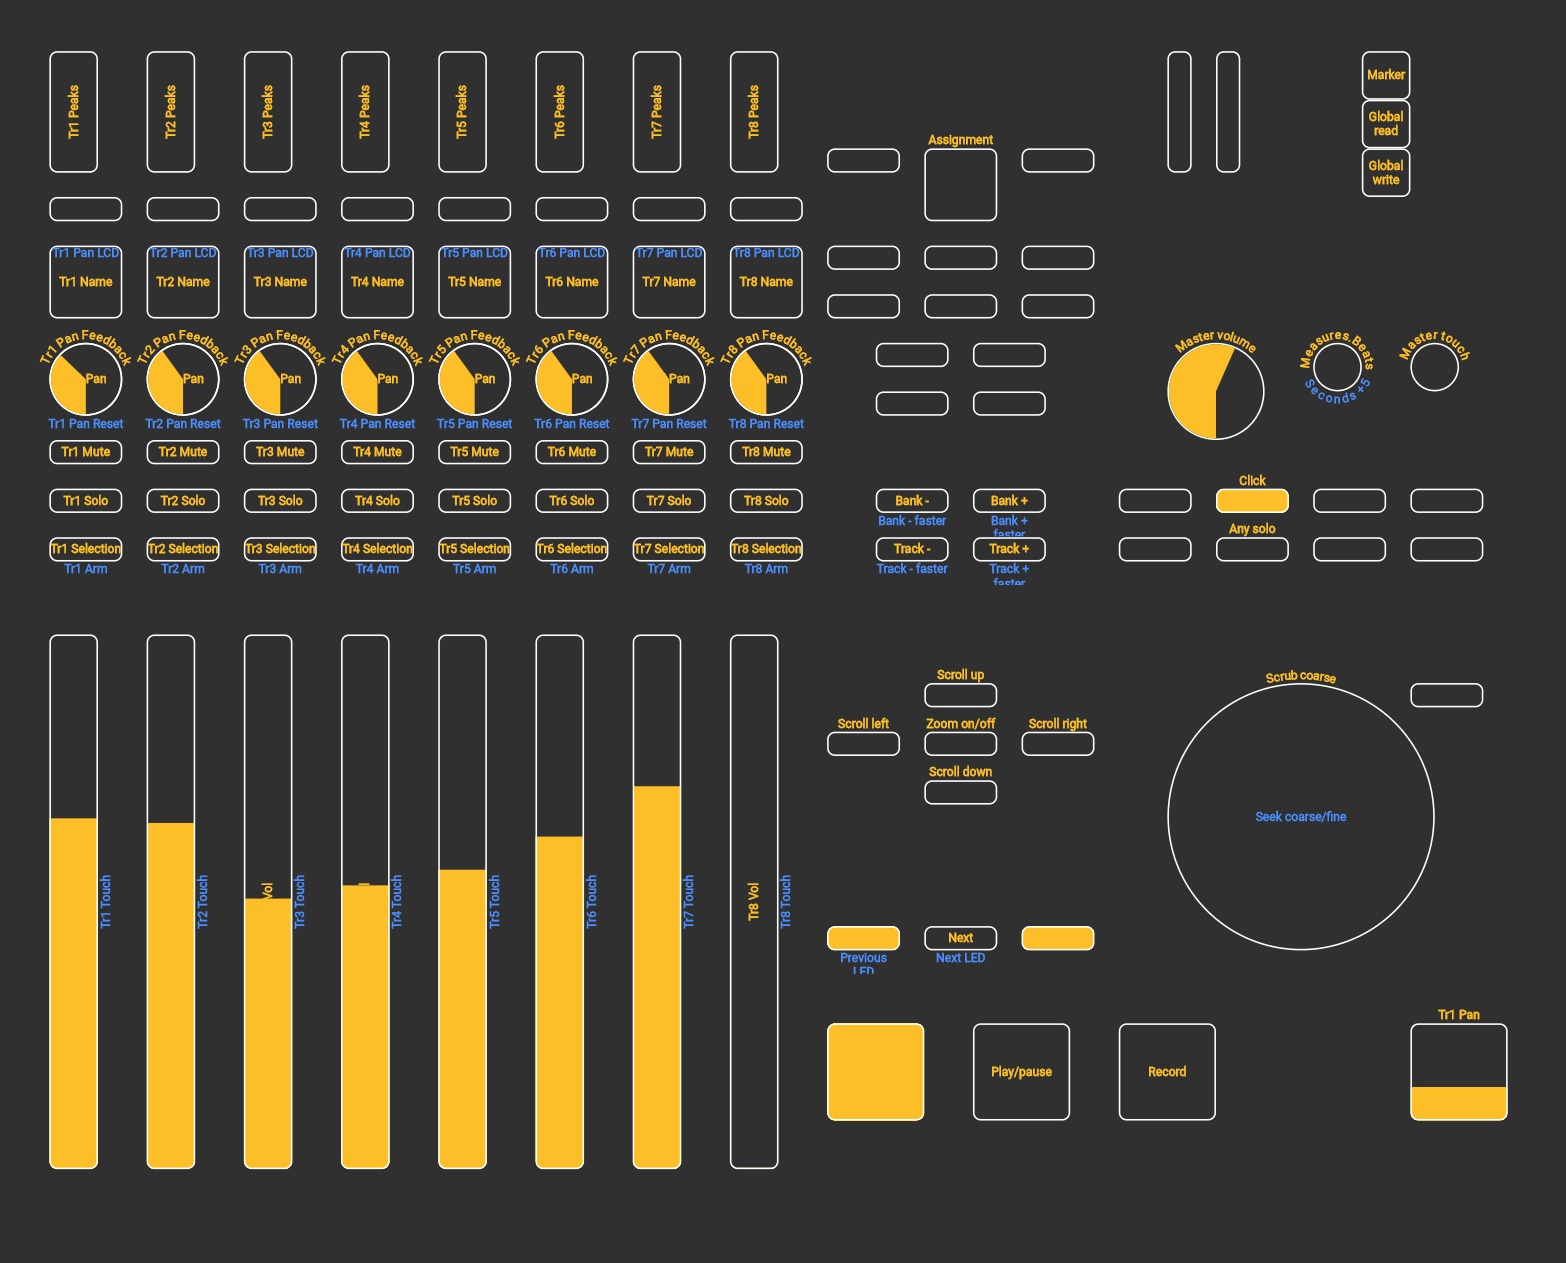 Tr1 Peaks
Tr2 Peaks
Tr3 Peaks
Tr4 Peaks
Tr5 Peaks
Tr6 Peaks
Tr7 Peaks
Tr8 Peaks
Marker
Global
read
Global
write
Assignment
Tr1 Pan LCD
Tr2 Pan LCD
Tr3 Pan LCD
Tr4 Pan LCD
Tr5 Pan LCD
Tr6 Pan LCD
Tr7 Pan LCD
Tr8 Pan LCD
Tr1 Name
Tr2 Name
Tr3 Name
Tr4 Name
Tr5 Name
Tr6 Name
Tr7 Name
Tr8 Name
Tr1 Pan Feedback
Tr2 Pan Feedback
Tr3 Pan Feedback
Tr4 Pan Feedback
Tr5 Pan Feedback
Tr6 Pan Feedback
Tr7 Pan Feedback
Tr8 Pan Feedback
Pan
Pan
Pan
Pan
Pan
Pan
Pan
Pan
Tr1 Pan Reset
Tr2 Pan Reset
Tr3 Pan Reset
Tr4 Pan Reset
Tr5 Pan Reset
Tr6 Pan Reset
Tr7 Pan Reset
Tr8 Pan Reset
Master volume
Measures.Beats
Seconds +5
Master touch
Tr1 Mute
Tr2 Mute
Tr3 Mute
Tr4 Mute
Tr5 Mute
Tr6 Mute
Tr7 Mute
Tr8 Mute
Tr1 Solo
Tr2 Solo
Tr3 Solo
Tr4 Solo
Tr5 Solo
Tr6 Solo
Tr7 Solo
Tr8 Solo
Bank -
Bank +
Click
Bank - faster
Bank +
faster
Any solo
Tr1 Selection
Tr2 Selection
Tr3 Selection
Tr4 Selection
Tr5 Selection
Tr6 Selection
Tr7 Selection
Tr8 Selection
Track -
Track +
Tr1 Arm
Tr2 Arm
Tr3 Arm
Tr4 Arm
Tr5 Arm
Tr6 Arm
Tr7 Arm
Tr8 Arm
Track - faster
Track +
faster
Scroll up
Scroll left
Zoom on/off
Scroll right
Scroll down
Scrub coarse
Seek coarse/fine
Tr1 Touch
Tr2 Touch
Vol
Tr3 Touch
Tr4 Touch
Tr5 Touch
Tr6 Touch
Tr7 Touch
Tr8 Vol
Tr8 Touch
Next
Previous
LED
Next LED
Play/pause
Record
Tr1 Pan